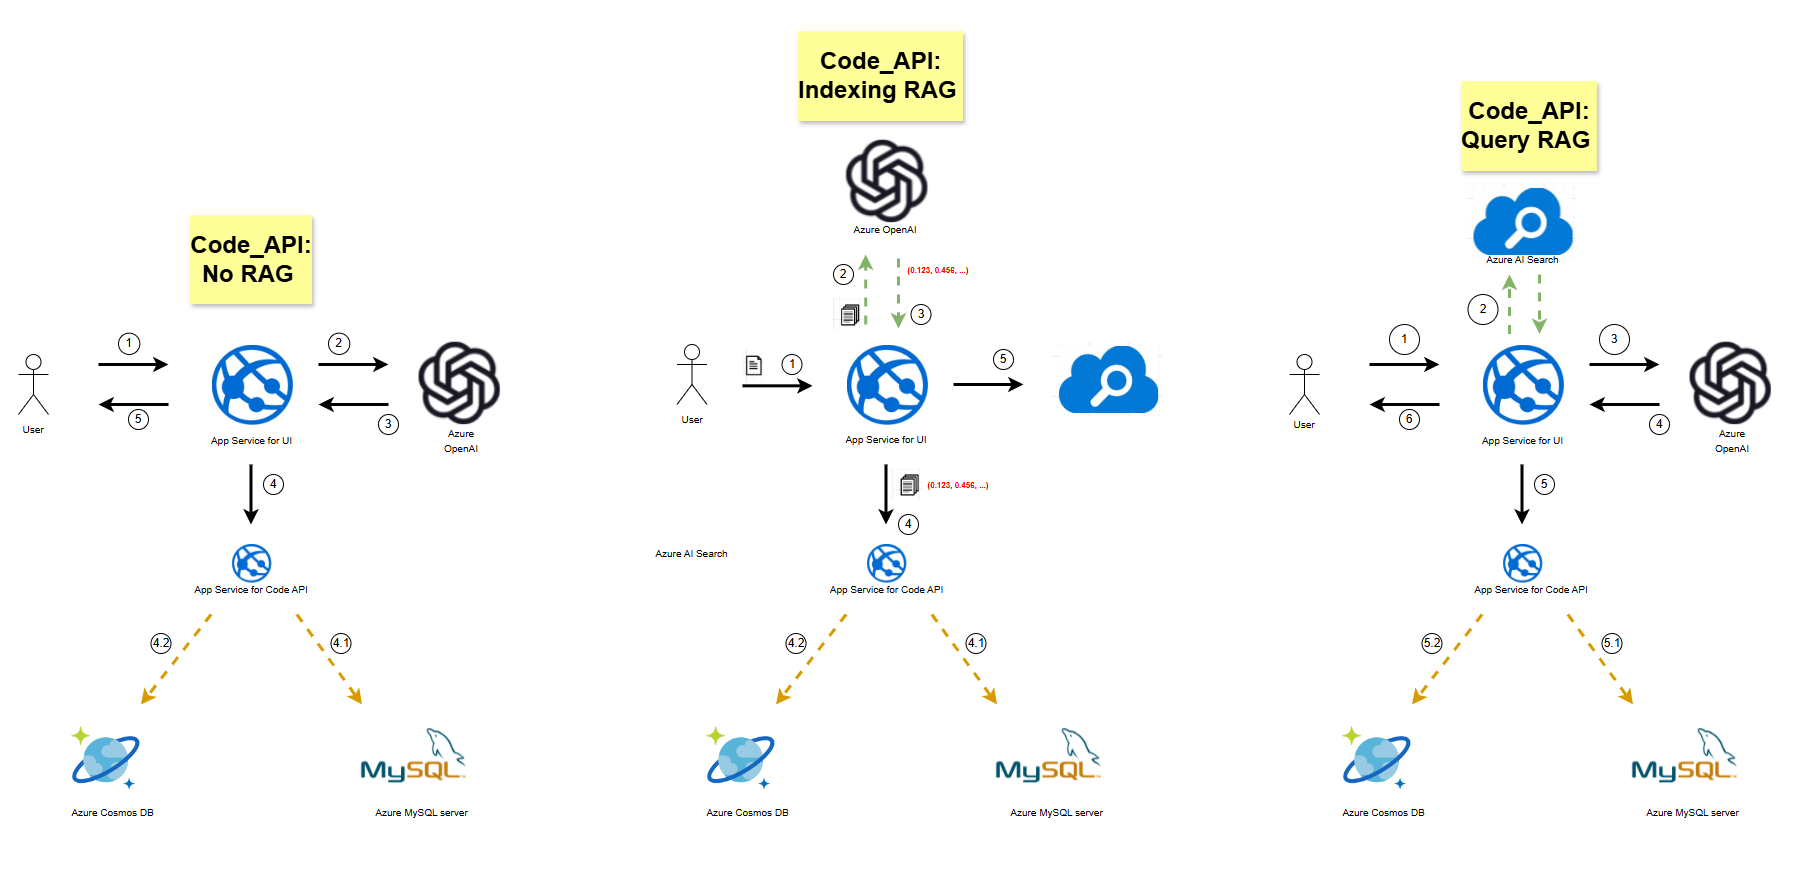 Code_API:
No RAG
1
2
5
3
User
App Service for UI
Azure
OpenAI
4
App Service for Code API
4.2
4.1
MySQL
Azure Cosmos DB
Azure MySQL server
Code_API:
Indexing RAG
Azure OpenAI
2
(0.123, 0.456, ...)
3
1
5
User
App Service for UI
(0.123, 0.456, ...)
4
Azure AI Search
App Service for Code API
4.2
4.1
MySQL
Azure Cosmos DB
Azure MySQL server
Code_API:
Query RAG
Azure AI Search
2
1
3
6
4
User
App Service for UI
Azure
OpenAI
5
App Service for Code API
5.2
5.1
MySQL
Azure Cosmos DB
Azure MySQL server